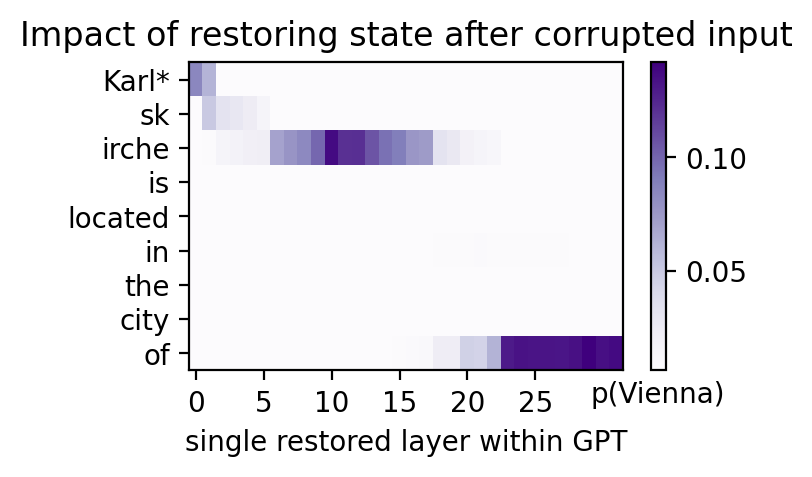 Impact of restoring state after corrupted input
Karl*
sk
irche
is
located
in
the
city
of
0 5 10 15 20 25
single restored layer within GPT
0.10
0.05
p(Vienna)